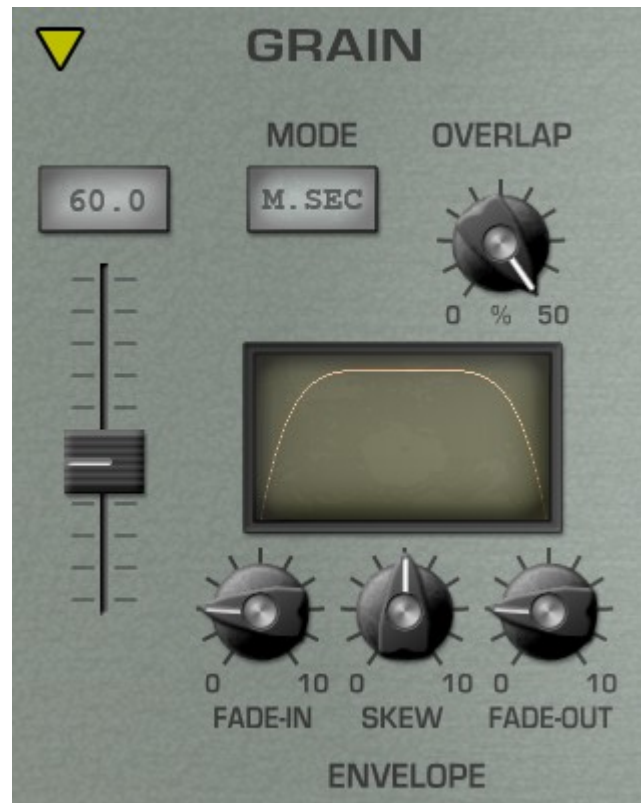 GRAIN
MODE
OVERLAP
60.0
M.SEC
0 % 50
0 10 0 10 0 10
FADE-IN SKEW FADE-OUT
ENVELOPE